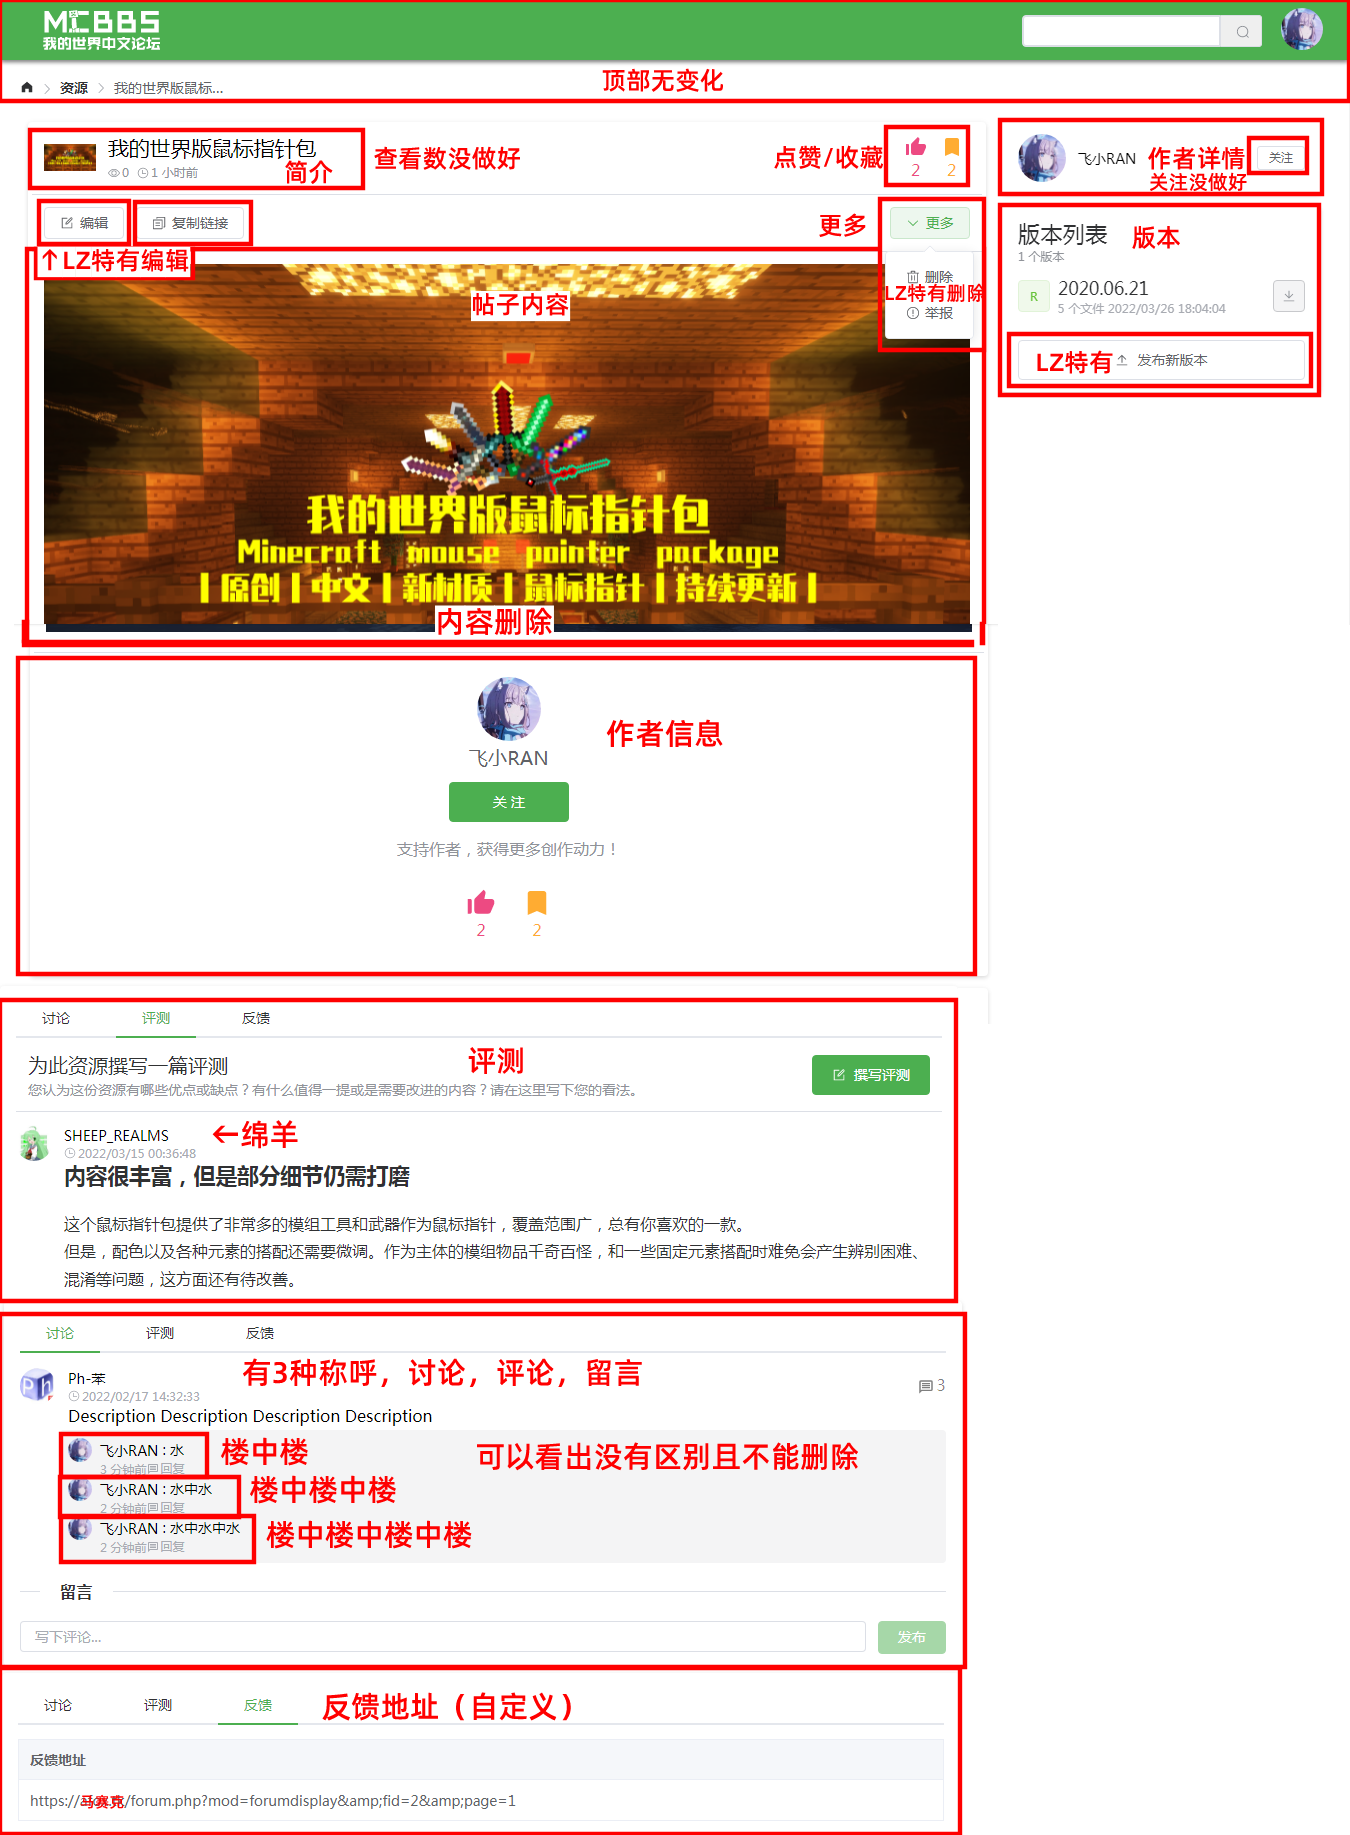 MCBBS
我的世界中文论坛
顶部无变化
资源
我的世界版鼠标...
我的世界版鼠标指针包
0 1 小时前
简介
查看数没做好
点赞/收藏
2 2
飞小RAN
作者详情
关注
关注没做好
编辑
复制链接
更多
更多
↑LZ特有编辑
删除
LZ特有删除
举报
版本列表
版本
1 个版本
R
2020.06.21
5 个文件 2022/03/26 18:04:04
LZ特有
发布新版本
帖子内容
我的世界版鼠标指针包
Minecraft mouse pointer package
|原创|中文|新材质|鼠标指针|持续更新|
内容删除
作者信息
飞小RAN
关注
支持作者，获得更多创作动力！
2 2
讨论 评测 反馈
评测
为此资源撰写一篇评测
您认为这份资源有哪些优点或缺点？有什么值得一提或是需要改进的内容？请在这里写下您的看法。
撰写评测
SHEEP_REALMS
←绵羊
2022/03/15 00:36:48
内容很丰富，但是部分细节仍需打磨
这个鼠标指针包提供了非常多的模组工具和武器作为鼠标指针，覆盖范围广，总有你喜欢的一款。
但是，配色以及各种元素的搭配还需要微调。作为主体的模组物品千奇百怪，和一些固定元素搭配时难免会产生辨别困难、
混淆等问题，这方面还有待改善。
讨论 评测 反馈
有3种称呼，讨论，评论，留言
Ph-苯
2022/02/17 14:32:33
3
Description Description Description Description
飞小RAN : 水
3 分钟前 回复
楼中楼
可以看出没有区别且不能删除
飞小RAN : 水中水
2 分钟前 回复
楼中楼中楼
飞小RAN : 水中水中水
2 分钟前 回复
楼中楼中楼中楼
留言
写下评论...
发布
讨论 评测 反馈
反馈地址（自定义）
反馈地址
https://
马赛克
/forum.php?mod=forumdisplay&amp;fid=2&amp;page=1